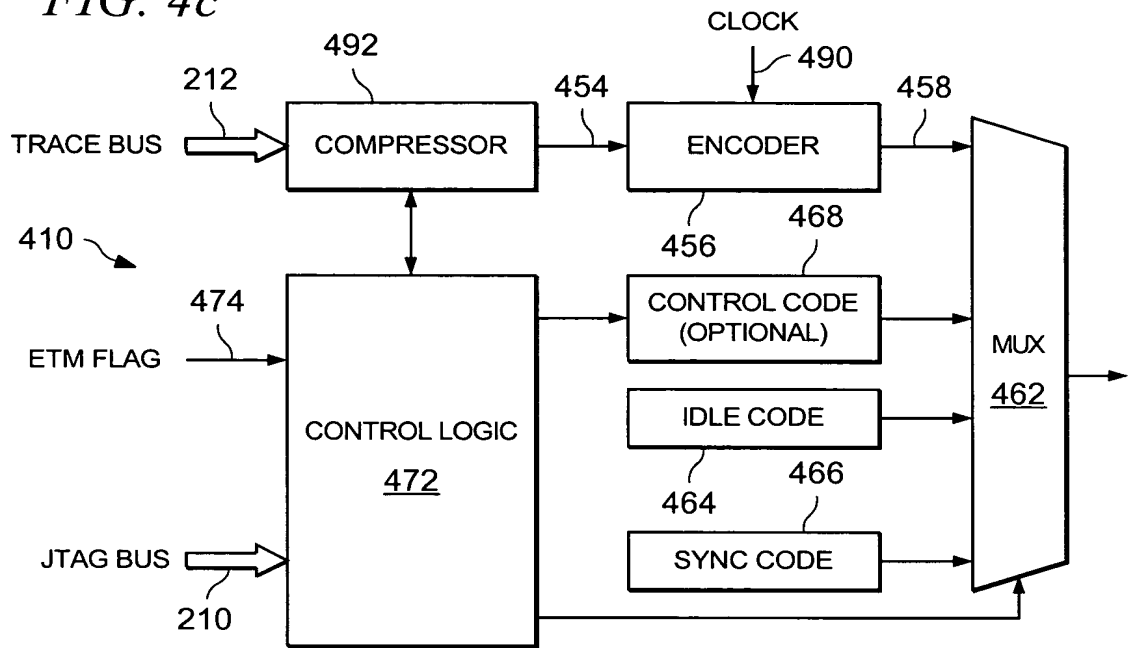 FIG. 4c
CLOCK
492
490
212
454
458
TRACE BUS
COMPRESSOR
ENCODER
410
456
468
474
CONTROL CODE
(OPTIONAL)
ETM FLAG
MUX
462
IDLE CODE
CONTROL LOGIC
472
464
466
JTAG BUS
SYNC CODE
210